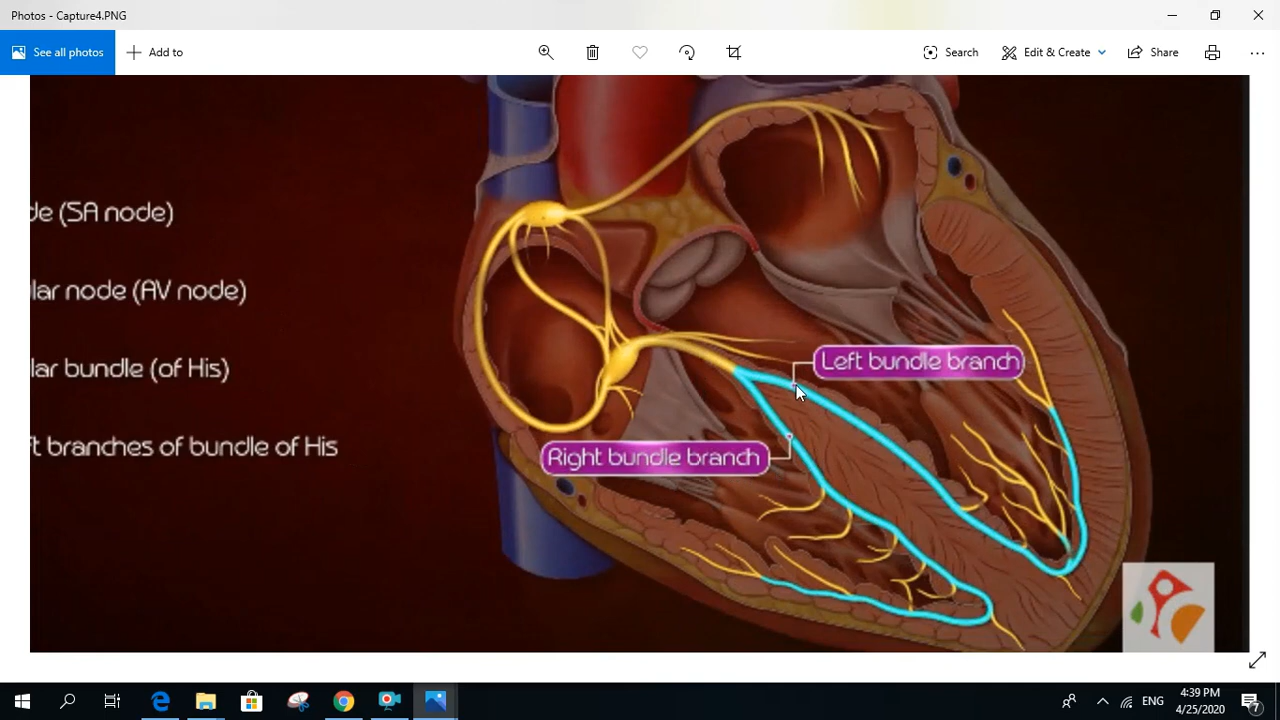 Photos - Capture4.PNG
See all photos
Add to
Search
Edit & Create
Share
de (SA node)
lar node (AV node)
lar bundle (of His)
ft branches of bundle of His
Left bundle branch
Right bundle branch
ENG
4:39 PM
4/25/2020
7